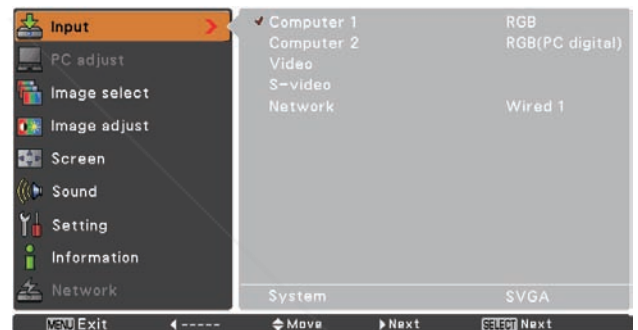 Input
PC adjust
Image select
Image adjust
Screen
Sound
Setting
Information
Network
Computer 1 RGB
Computer 2 RGB(PC digital)
Video
S-video
Network Wired 1
System SVGA
MENU Exit ----- Move Next SELECT Next